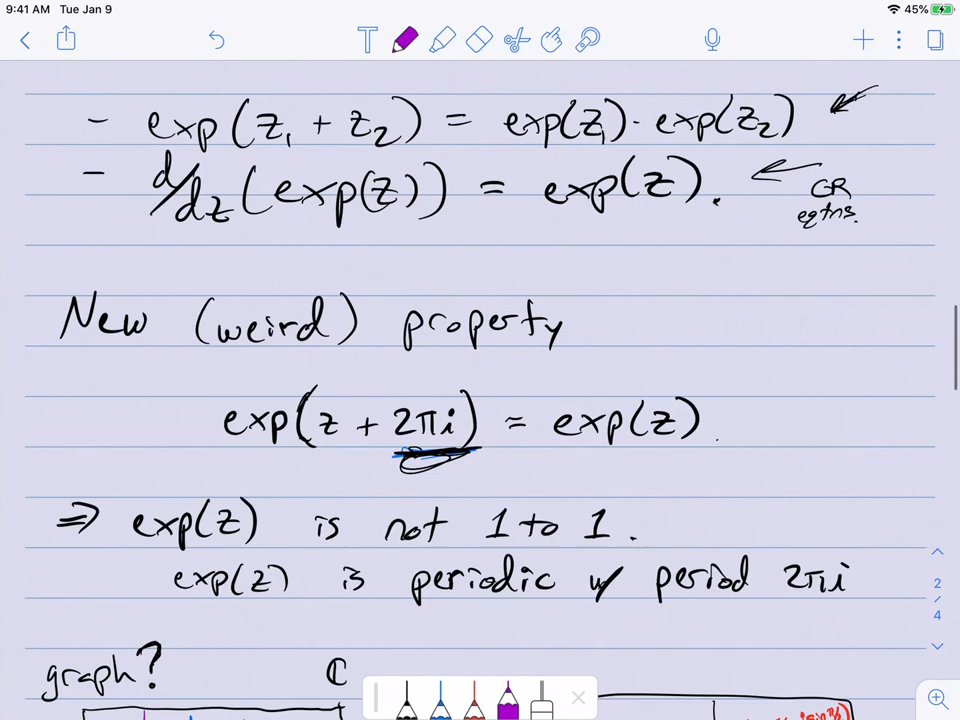 9:41 AM Tue Jan 9
45%
- exp(z₁ + z₂) = exp(z₁) · exp(z₂)
- d/dz (exp(z)) = exp(z).
CR
eqtns.
New (weird) property
exp(z + 2πi) = exp(z)
⇒ exp(z) is not 1 to 1.
exp(z) is periodic w/ period 2πi
2
/
4
graph?
ℂ